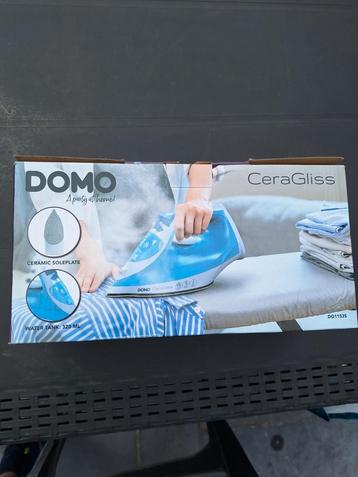 DOMO
A party at home!
CeraGliss
CERAMIC SOLEPLATE
WATER TANK: 320 ML
DOMO
DO1153S